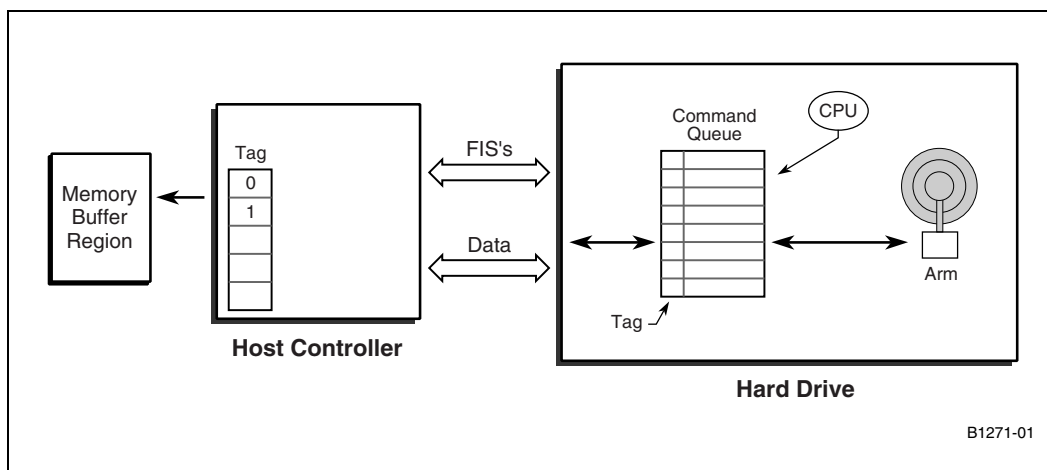 Memory
Buffer
Region
Tag
0
1
Host Controller
FIS's
Data
Command
Queue
CPU
Tag
Arm
Hard Drive
B1271-01